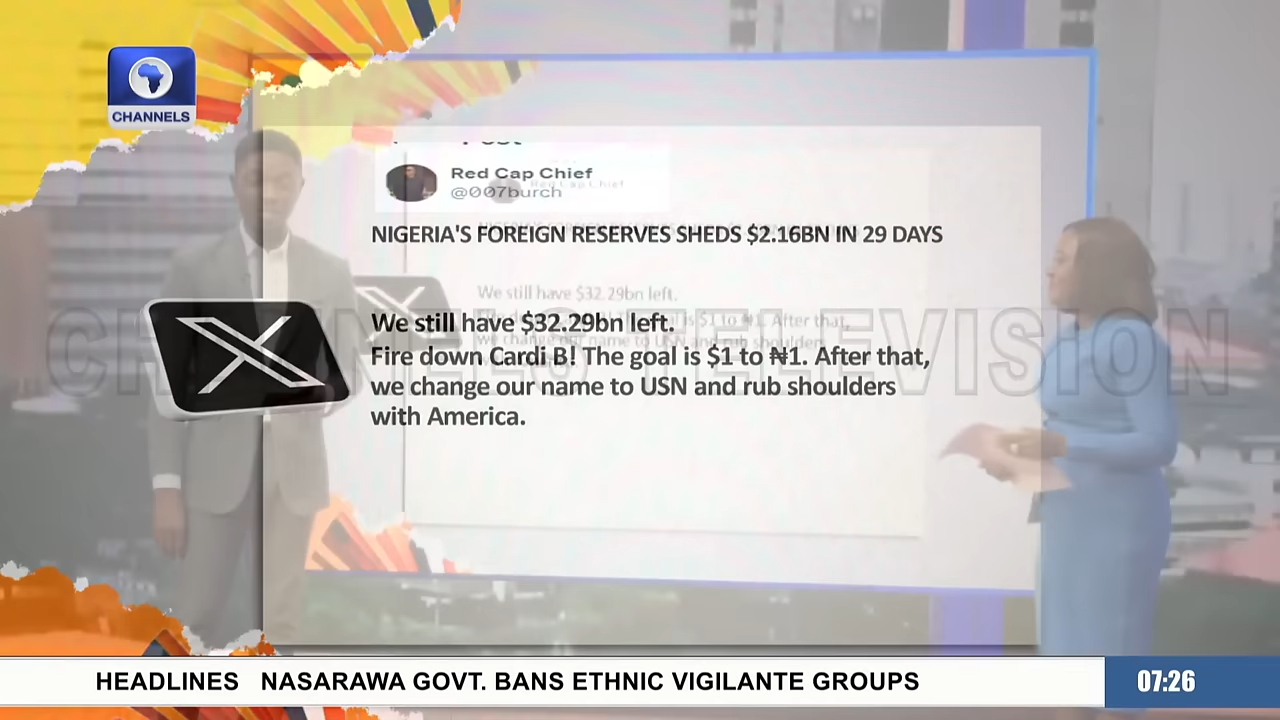 CHANNELS
Red Cap Chief
@007burch
NIGERIA'S FOREIGN RESERVES SHEDS $2.16BN IN 29 DAYS
We still have $32.29bn left.
Fire down Cardi B! The goal is $1 to ₦1. After that,
we change our name to USN and rub shoulders
with America.
CHANNELS TELEVISION
HEADLINES NASARAWA GOVT. BANS ETHNIC VIGILANTE GROUPS
07:26